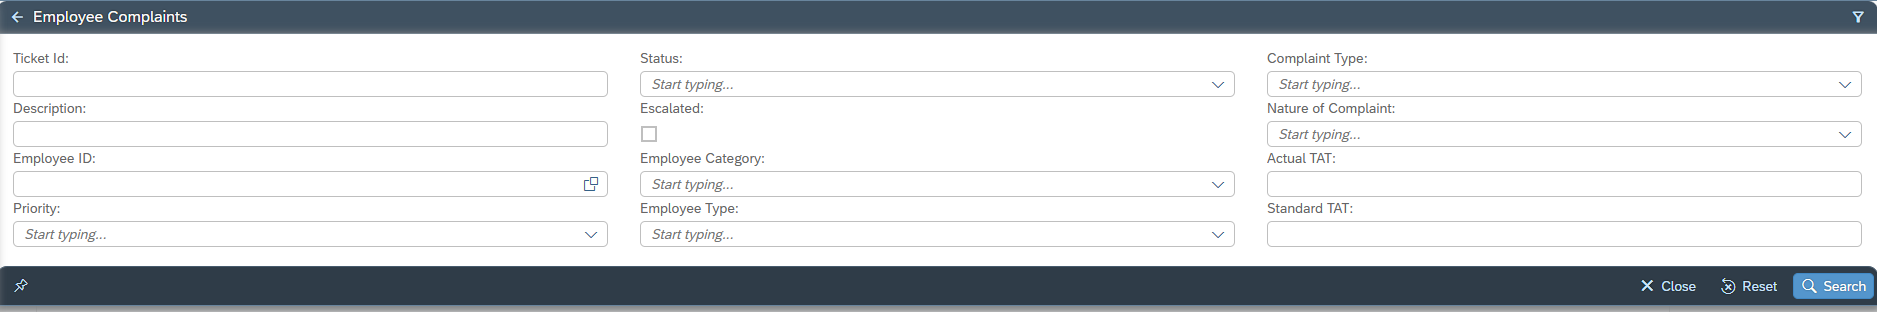 Employee Complaints
Ticket Id:
Status:
Complaint Type:
Start typing...
Start typing...
Description:
Escalated:
Nature of Complaint:
Start typing...
Employee ID:
Employee Category:
Actual TAT:
Start typing...
Priority:
Employee Type:
Standard TAT:
Start typing...
Start typing...
Close
Reset
Search